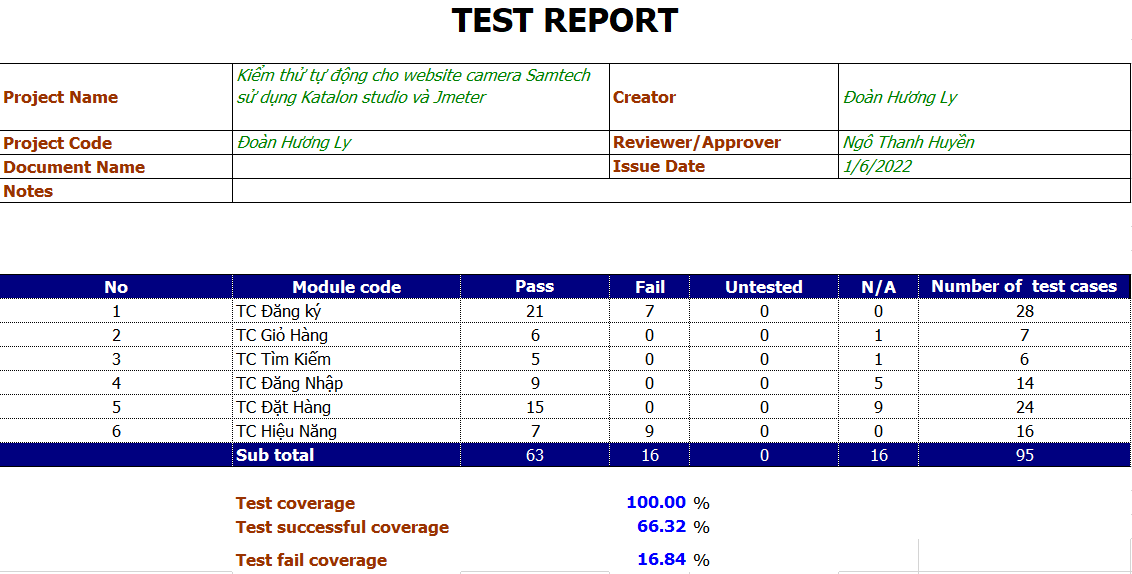 TEST REPORT
Project Name Kiểm thử tự động cho website camera Samtech sử dụng Katalon studio và Jmeter Creator Đoàn Hương Ly
Project Code Đoàn Hương Ly Reviewer/Approver Ngô Thanh Huyền
Document Name Issue Date 1/6/2022
Notes
No Module code Pass Fail Untested N/A Number of test cases
1 TC Đăng ký 21 7 0 0 28
2 TC Giỏ Hàng 6 0 0 1 7
3 TC Tìm Kiếm 5 0 0 1 6
4 TC Đăng Nhập 9 0 0 5 14
5 TC Đặt Hàng 15 0 0 9 24
6 TC Hiệu Năng 7 9 0 0 16
Sub total 63 16 0 16 95
Test coverage 100.00 %
Test successful coverage 66.32 %
Test fail coverage 16.84 %